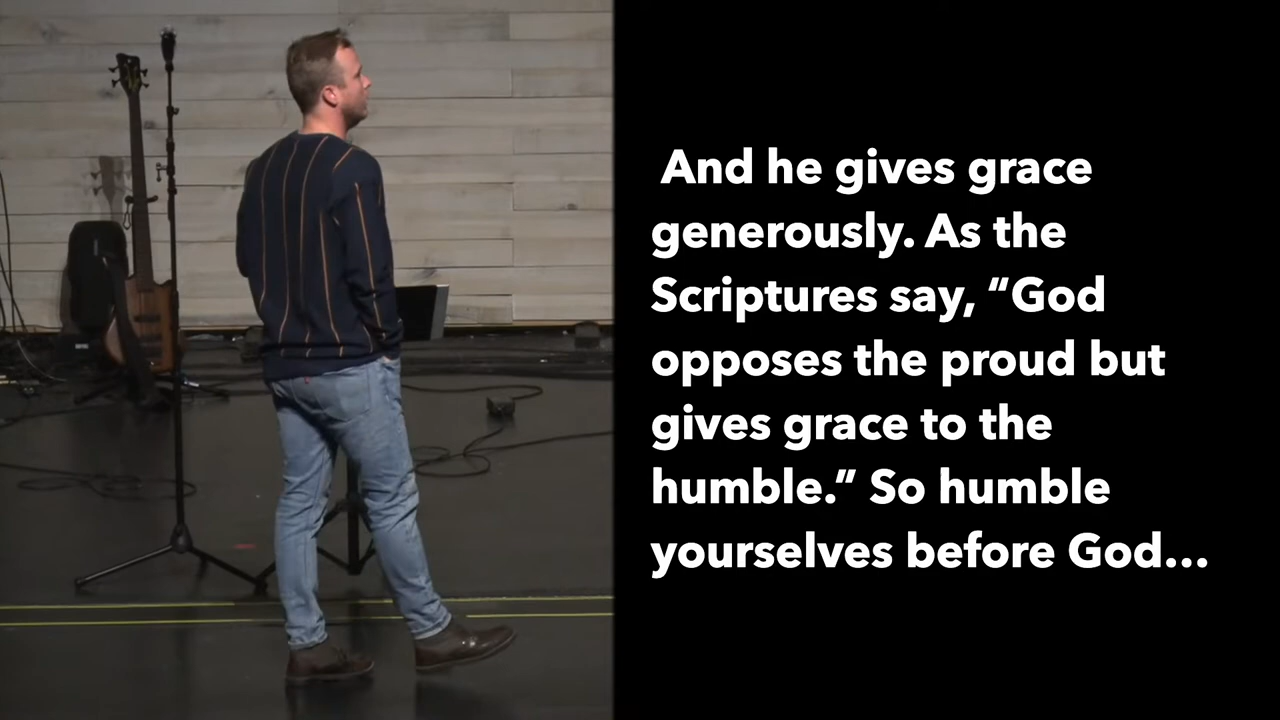 And he gives grace
generously. As the
Scriptures say, “God
opposes the proud but
gives grace to the
humble.” So humble
yourselves before God...